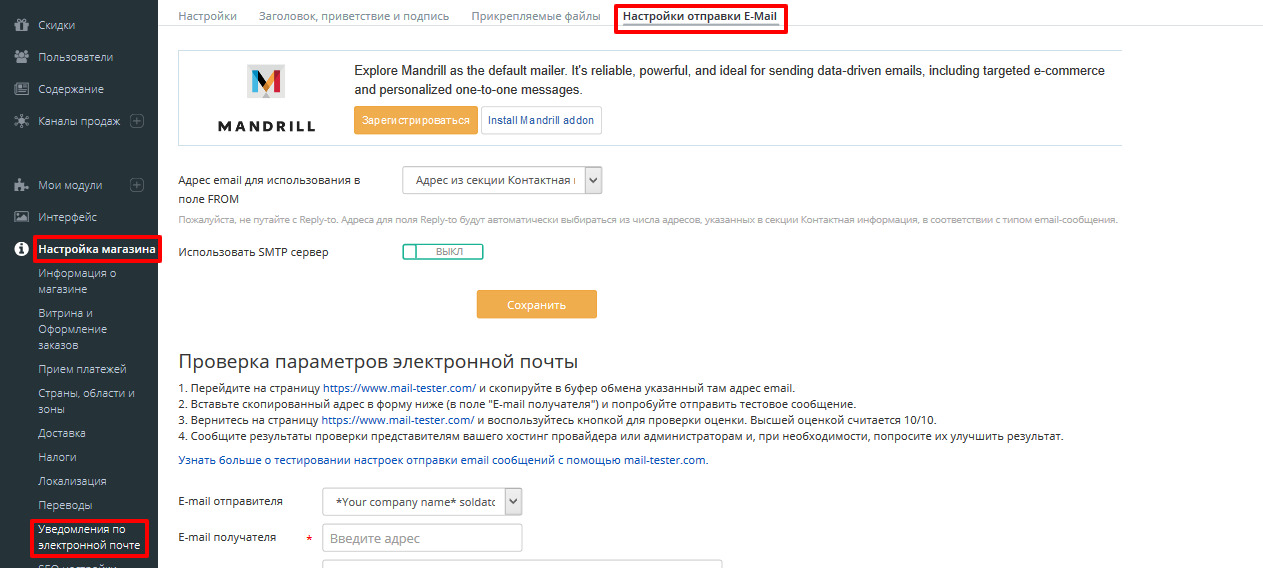 Скидки
Пользователи
Содержание
Каналы продаж
Мои модули
Интерфейс
Настройка магазина
Информация о
магазине
Витрина и
Оформление
заказов
Прием платежей
Страны, области и
зоны
Доставка
Налоги
Локализация
Переводы
Уведомления по
электронной почте
SEO настройки
Настройки Заголовок, приветствие и подпись Прикрепляемые файлы Настройки отправки E-Mail
MANDRILL
Explore Mandrill as the default mailer. It's reliable, powerful, and ideal for sending data-driven emails, including targeted e-commerce
and personalized one-to-one messages.
Зарегистрироваться Install Mandrill addon
Адрес email для использования в
поле FROM
Адрес из секции Контактная
Пожалуйста, не путайте с Reply-to. Адреса для поля Reply-to будут автоматически выбираться из числа адресов, указанных в секции Контактная информация, в соответствии с типом email-сообщения.
Использовать SMTP сервер ВЫКЛ
Сохранить
Проверка параметров электронной почты
1. Перейдите на страницу https://www.mail-tester.com/ и скопируйте в буфер обмена указанный там адрес email.
2. Вставьте скопированный адрес в форму ниже (в поле "E-mail получателя") и попробуйте отправить тестовое сообщение.
3. Вернитесь на страницу https://www.mail-tester.com/ и воспользуйтесь кнопкой для проверки оценки. Высшей оценкой считается 10/10.
4. Сообщите результаты проверки представителям вашего хостинг провайдера или администраторам и, при необходимости, попросите их улучшить результат.
Узнать больше о тестировании настроек отправки email сообщений с помощью mail-tester.com.
E-mail отправителя *Your company name* soldato
E-mail получателя * Введите адрес